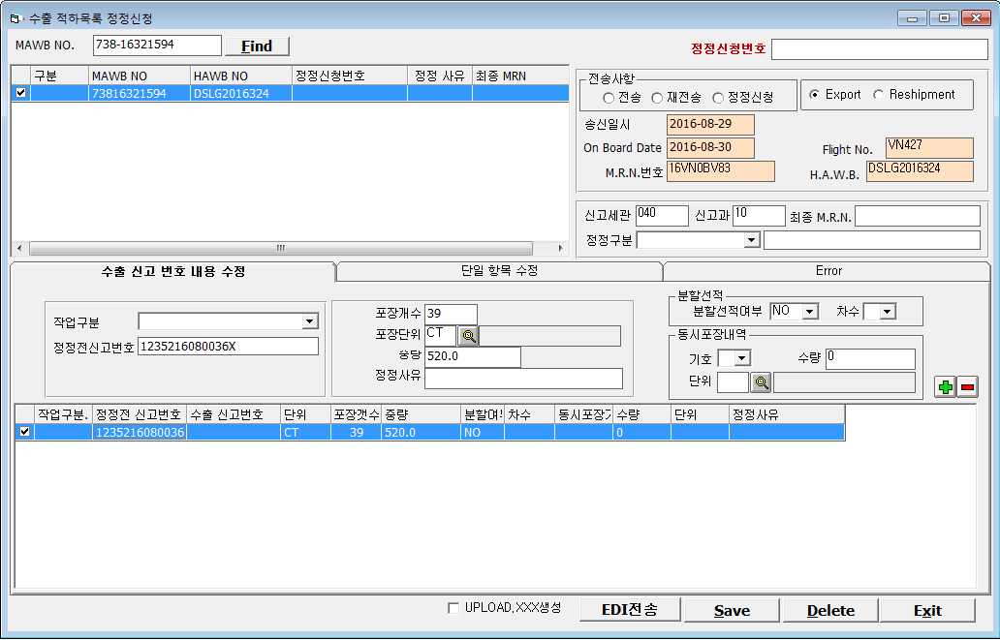 수출 적하목록 정정신청
MAWB NO. 738-16321594 Find
정정신청번호
구분 MAWB NO HAWB NO 정정신청번호 정정 사유 최종 MRN
73816321594 DSLG2016324
전송사항
전송 재전송 정정신청
Export Reshipment
송신일시 2016-08-29
On Board Date 2016-08-30 Flight No. VN427
M.R.N.번호 16VN0BV83 H.A.W.B. DSLG2016324
신고세관 040 신고과 10 최종 M.R.N.
정정구분
수출 신고 번호 내용 수정 단일 항목 수정 Error
작업구분
정정전신고번호 1235216080036X
포장개수 39
포장단위 CT
중량 520.0
정정사유
분할선적
분할선적여부 NO 차수
동시포장내역
기호 수량 0
단위
작업구분. 정정전 신고번호 수출 신고번호 단위 포장갯수 중량 분할여! 차수 동시포장기 수량 단위 정정사유
1235216080036 CT 39 520.0 NO 0
UPLOAD.XXX생성 EDI전송 Save Delete Exit